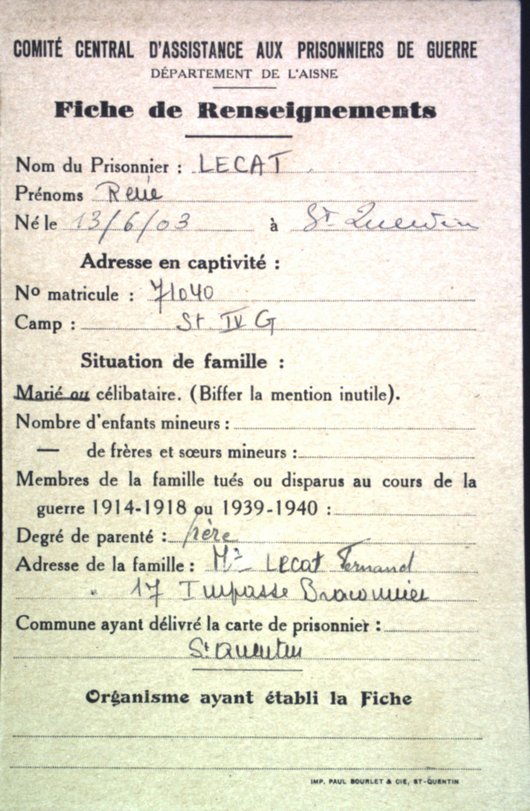 COMITÉ CENTRAL D'ASSISTANCE AUX PRISONNIERS DE GUERRE
DÉPARTEMENT DE L'AISNE
Fiche de Renseignements
Nom du Prisonnier : LECAT
Prénoms René
Né le 13/6/03 à St Quentin
Adresse en captivité :
No matricule : 71040
Camp : St IV G
Situation de famille :
Marié ou célibataire. (Biffer la mention inutile).
Nombre d'enfants mineurs :
— de frères et sœurs mineurs :
Membres de la famille tués ou disparus au cours de la
guerre 1914-1918 ou 1939-1940 :
Degré de parenté : père
Adresse de la famille : Mr Lecat Fernand
" 17 Impasse
Commune ayant délivré la carte de prisonnier :
St Quentin
Organisme ayant établi la Fiche
IMP. PAUL BOURLET & CIE, ST-QUENTIN